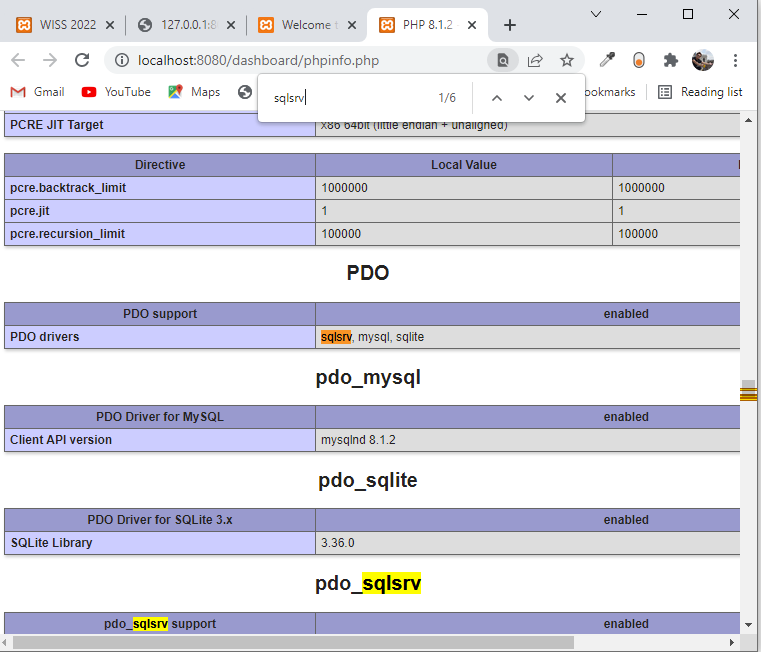 WISS 2022
127.0.0.1:8
Welcome t
PHP 8.1.2
localhost:8080/dashboard/phpinfo.php
Gmail
YouTube
Maps
ookmarks
Reading list
sqlsrv
1/6
PCRE JIT Target x86 64bit (little endian + unaligned)
Directive Local Value
pcre.backtrack_limit 1000000 1000000
pcre.jit 1 1
pcre.recursion_limit 100000 100000
PDO
PDO support enabled
PDO drivers sqlsrv, mysql, sqlite
pdo_mysql
PDO Driver for MySQL enabled
Client API version mysqlnd 8.1.2
pdo_sqlite
PDO Driver for SQLite 3.x enabled
SQLite Library 3.36.0
pdo_sqlsrv
pdo_sqlsrv support enabled